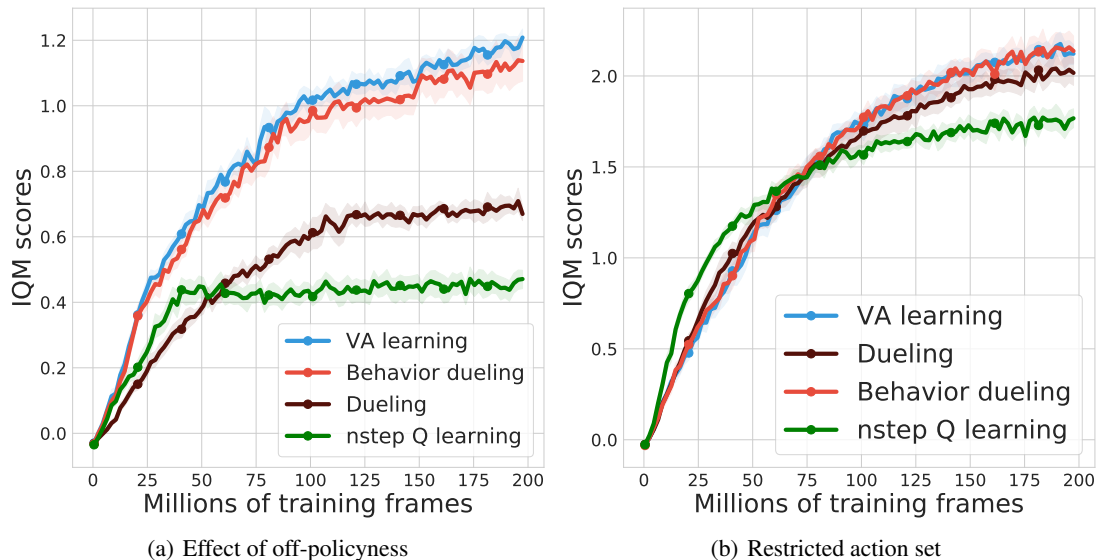 1.2
1.0
0.8
0.6
0.4
0.2
0.0
IQM scores
VA learning
Behavior dueling
Dueling
nstep Q learning
0 25 50 75 100 125 150 175 200
Millions of training frames
(a) Effect of off-policyness
2.0
1.5
1.0
0.5
0.0
IQM scores
VA learning
Dueling
Behavior dueling
nstep Q learning
0 25 50 75 100 125 150 175 200
Millions of training frames
(b) Restricted action set